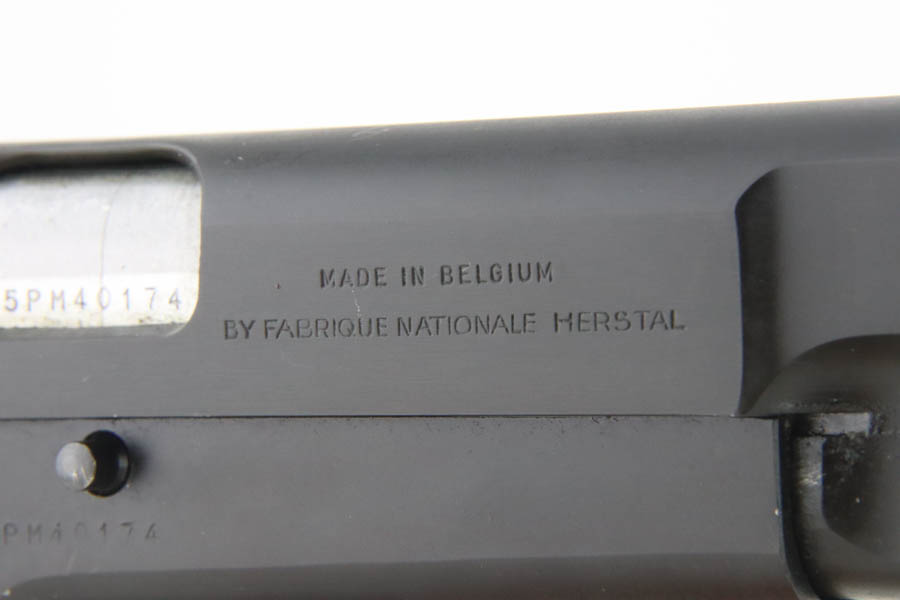 MADE IN BELGIUM
BY FABRIQUE NATIONALE HERSTAL
5PM40174
PM40174